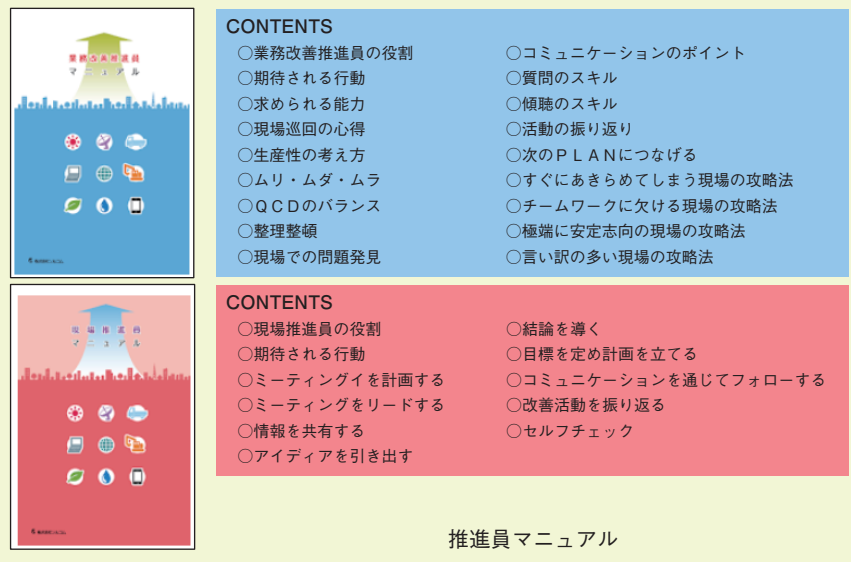 業務改善推進員
マニュアル
CONTENTS
○業務改善推進員の役割
○期待される行動
○求められる能力
○現場巡回の心得
○生産性の考え方
○ムリ・ムダ・ムラ
○ＱＣＤのバランス
○整理整頓
○現場での問題発見
○コミュニケーションのポイント
○質問のスキル
○傾聴のスキル
○活動の振り返り
○次のＰＬＡＮにつなげる
○すぐにあきらめてしまう現場の攻略法
○チームワークに欠ける現場の攻略法
○極端に安定志向の現場の攻略法
○言い訳の多い現場の攻略法
現場推進員
マニュアル
CONTENTS
○現場推進員の役割
○期待される行動
○ミーティングイを計画する
○ミーティングをリードする
○情報を共有する
○アイディアを引き出す
○結論を導く
○目標を定め計画を立てる
○コミュニケーションを通じてフォローする
○改善活動を振り返る
○セルフチェック
推進員マニュアル